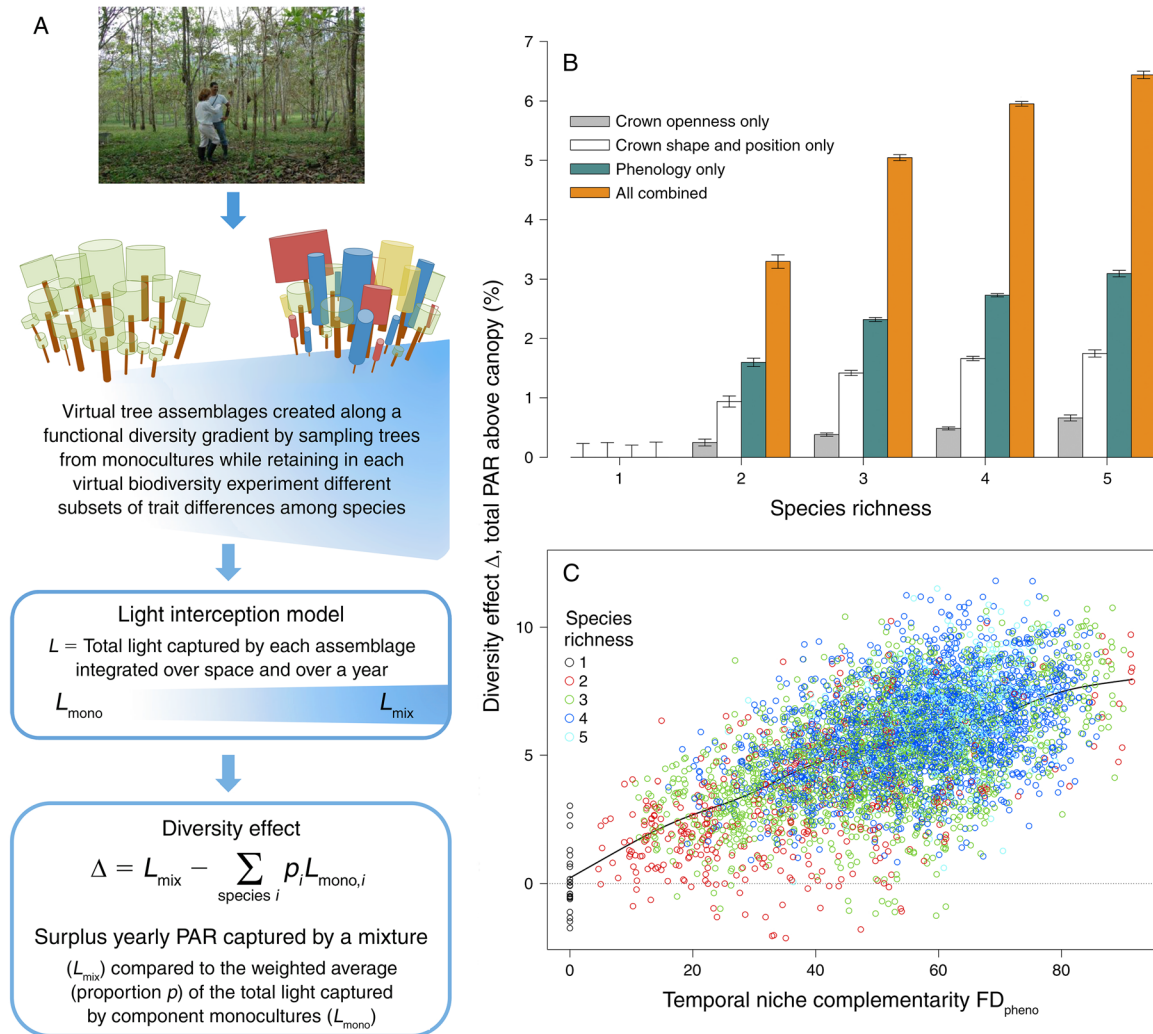 A
Virtual tree assemblages created along a
functional diversity gradient by sampling trees
from monocultures while retaining in each
virtual biodiversity experiment different
subsets of trait differences among species
Light interception model
L = Total light captured by each assemblage
integrated over space and over a year
Lmono
Lmix
Diversity effect
Δ = Lmix − ∑ piLmono,i
species i
Surplus yearly PAR captured by a mixture
(Lmix) compared to the weighted average
(proportion p) of the total light captured
by component monocultures (Lmono)
Diversity effect Δ, total PAR above canopy (%)
B
7
6
5
4
3
2
1
0
Crown openness only
Crown shape and position only
Phenology only
All combined
1 2 3 4 5
Species richness
C
10
5
0
Species
richness
1
2
3
4
5
0 20 40 60 80
Temporal niche complementarity FDpheno